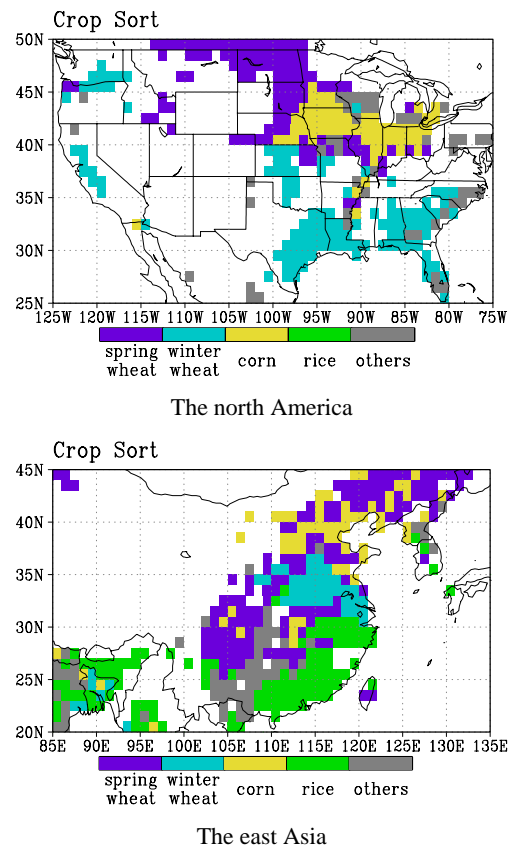 Crop Sort
50N
45N
40N
35N
30N
25N
125W 120W 115W 110W 105W 100W 95W 90W 85W 80W 75W
spring wheat winter wheat corn rice others
The north America
Crop Sort
45N
40N
35N
30N
25N
20N
85E 90E 95E 100E 105E 110E 115E 120E 125E 130E 135E
spring wheat winter wheat corn rice others
The east Asia